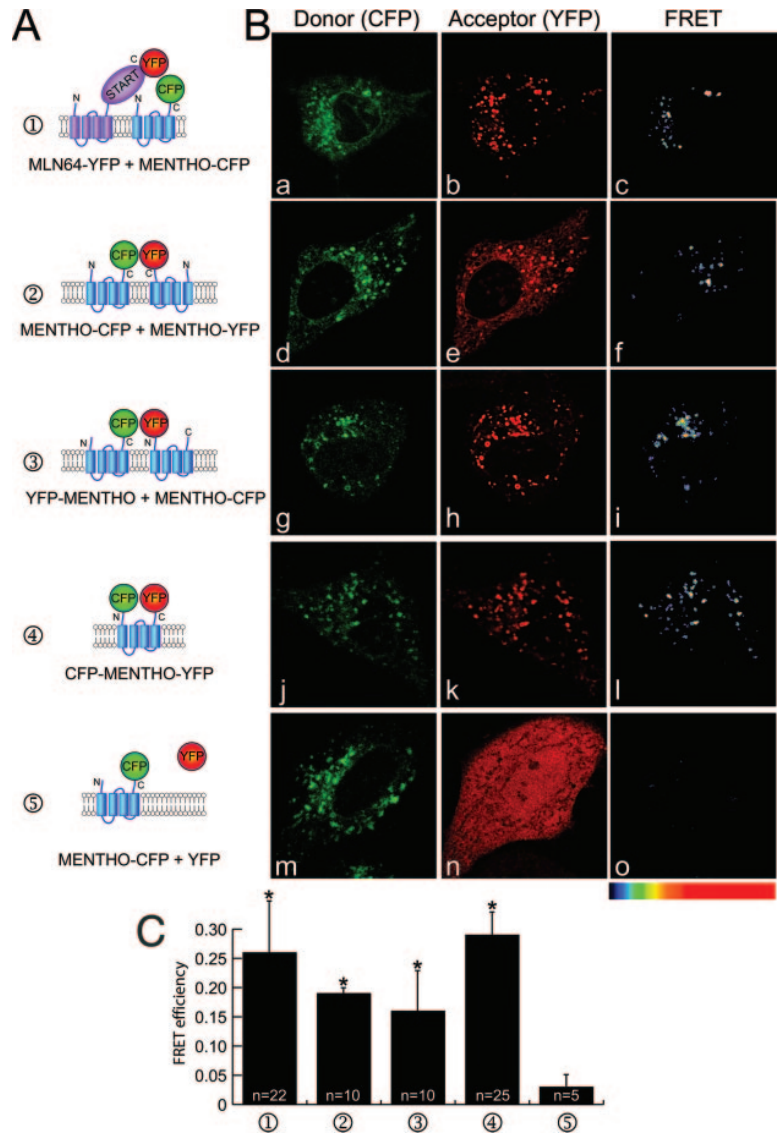 A
B
Donor (CFP) Acceptor (YFP) FRET
C YFP
START
CFP
N N C
①
MLN64-YFP + MENTHO-CFP
a b c
CFP YFP
N C C N
②
MENTHO-CFP + MENTHO-YFP
d e f
CFP YFP
N C N C
③
YFP-MENTHO + MENTHO-CFP
g h i
CFP YFP
N C
④
CFP-MENTHO-YFP
j k l
CFP YFP
N C
⑤
MENTHO-CFP + YFP
m n o
C
FRET efficiency
0.30
0.25
0.20
0.15
0.10
0.05
0
* * * *
n=22 n=10 n=10 n=25 n=5
① ② ③ ④ ⑤